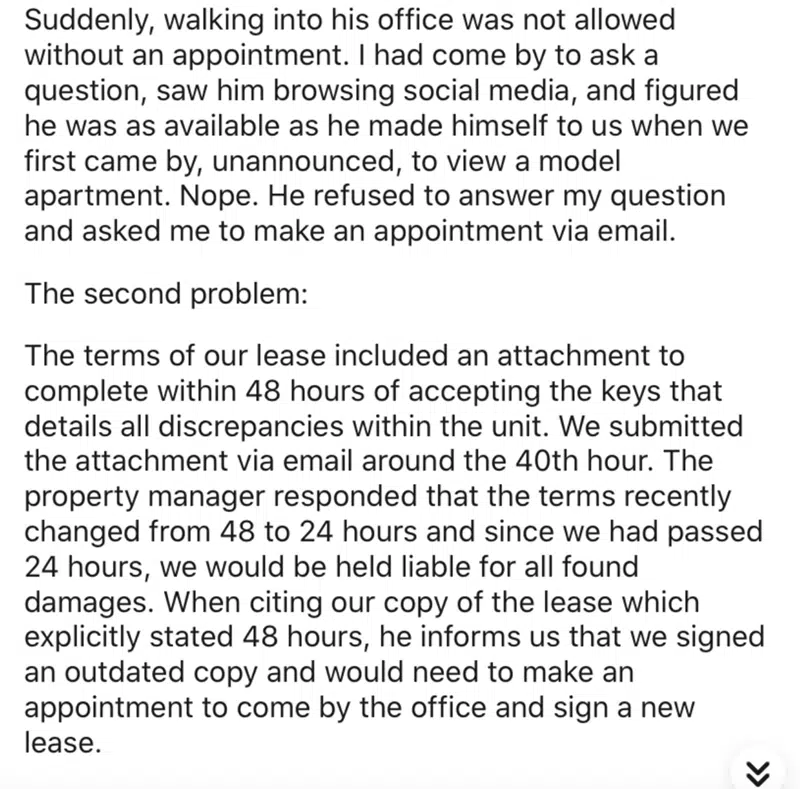 Suddenly, walking into his office was not allowed
without an appointment. I had come by to ask a
question, saw him browsing social media, and figured
he was as available as he made himself to us when we
first came by, unannounced, to view a model
apartment. Nope. He refused to answer my question
and asked me to make an appointment via email.
The second problem:
The terms of our lease included an attachment to
complete within 48 hours of accepting the keys that
details all discrepancies within the unit. We submitted
the attachment via email around the 40th hour. The
property manager responded that the terms recently
changed from 48 to 24 hours and since we had passed
24 hours, we would be held liable for all found
damages. When citing our copy of the lease which
explicitly stated 48 hours, he informs us that we signed
an outdated copy and would need to make an
appointment to come by the office and sign a new
lease.